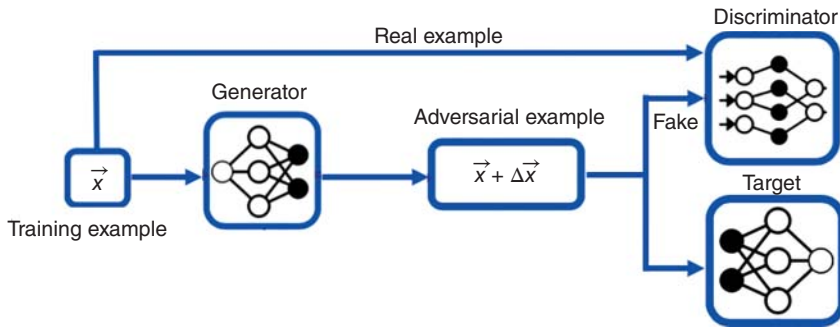 Discriminator
Real example
Generator
Adversarial example
Fake
x⃗
x⃗ + Δx⃗
Training example
Target